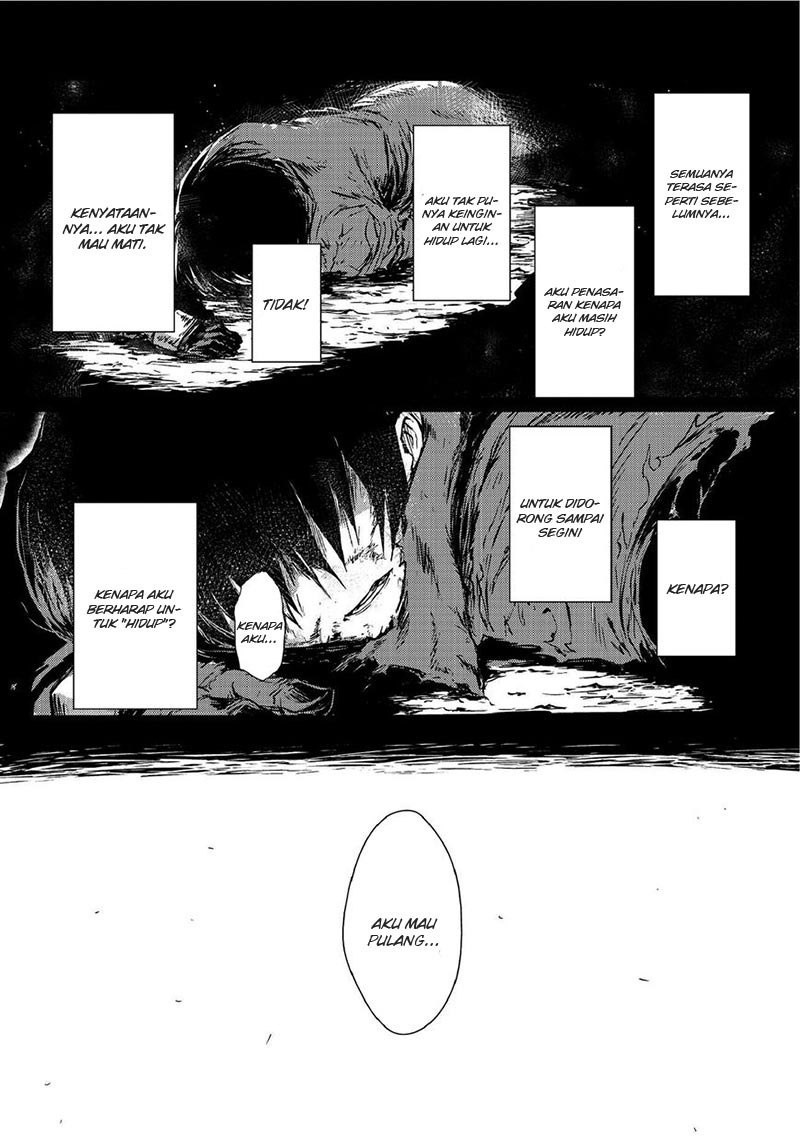 SEMUANYA
TERASA SE-
PERTI SEBE-
LUMNYA...
AKU PENASA-
RAN KENAPA
AKU MASIH
HIDUP?
AKU TAK PU-
NYA KEINGIN-
AN UNTUK
HIDUP LAGI...
TIDAK!
KENYATAAN-
NYA... AKU TAK
MAU MATI.
KENAPA?
UNTUK DIDO-
RONG SAMPAI
SEGINI
KENAPA
AKU...
KENAPA AKU
BERHARAP UN-
TUK "HIDUP"?
AKU MAU
PULANG...